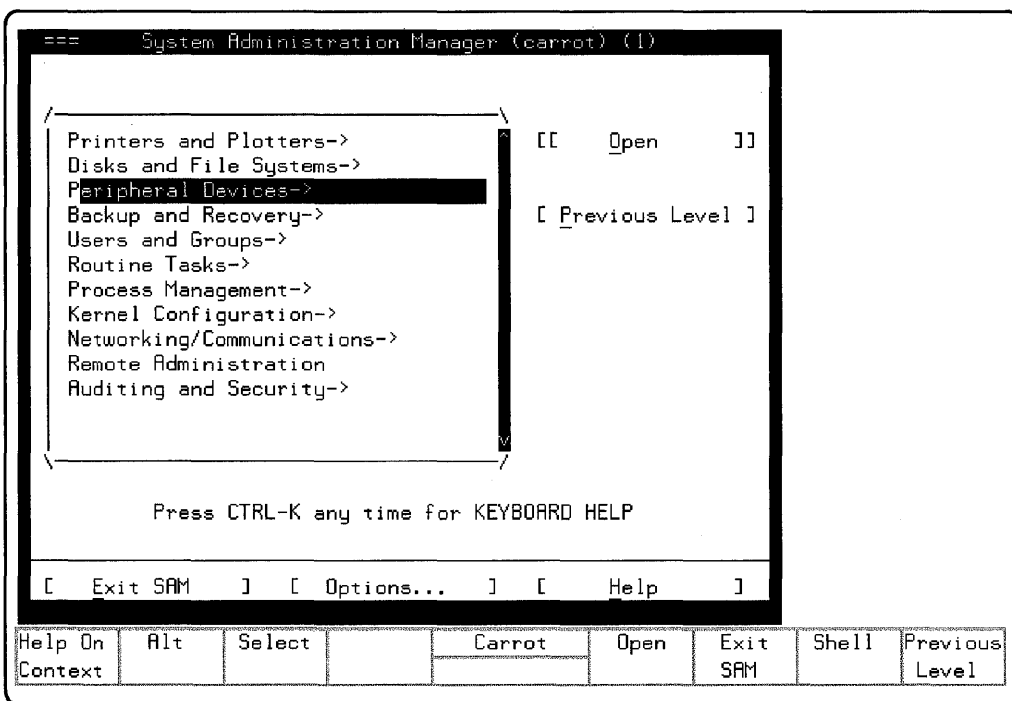 === System Administration Manager (carrot) (1)
Printers and Plotters->
Disks and File Systems->
Peripheral Devices->
Backup and Recovery->
Users and Groups->
Routine Tasks->
Process Management->
Kernel Configuration->
Networking/Communications->
Remote Administration
Auditing and Security->
[[ Open ]]
[ Previous Level ]
Press CTRL-K any time for KEYBOARD HELP
[ Exit SAM ] [ Options... ] [ Help ]
Help On Context
Alt
Select
Carrot
Open
Exit SAM
Shell
Previous Level